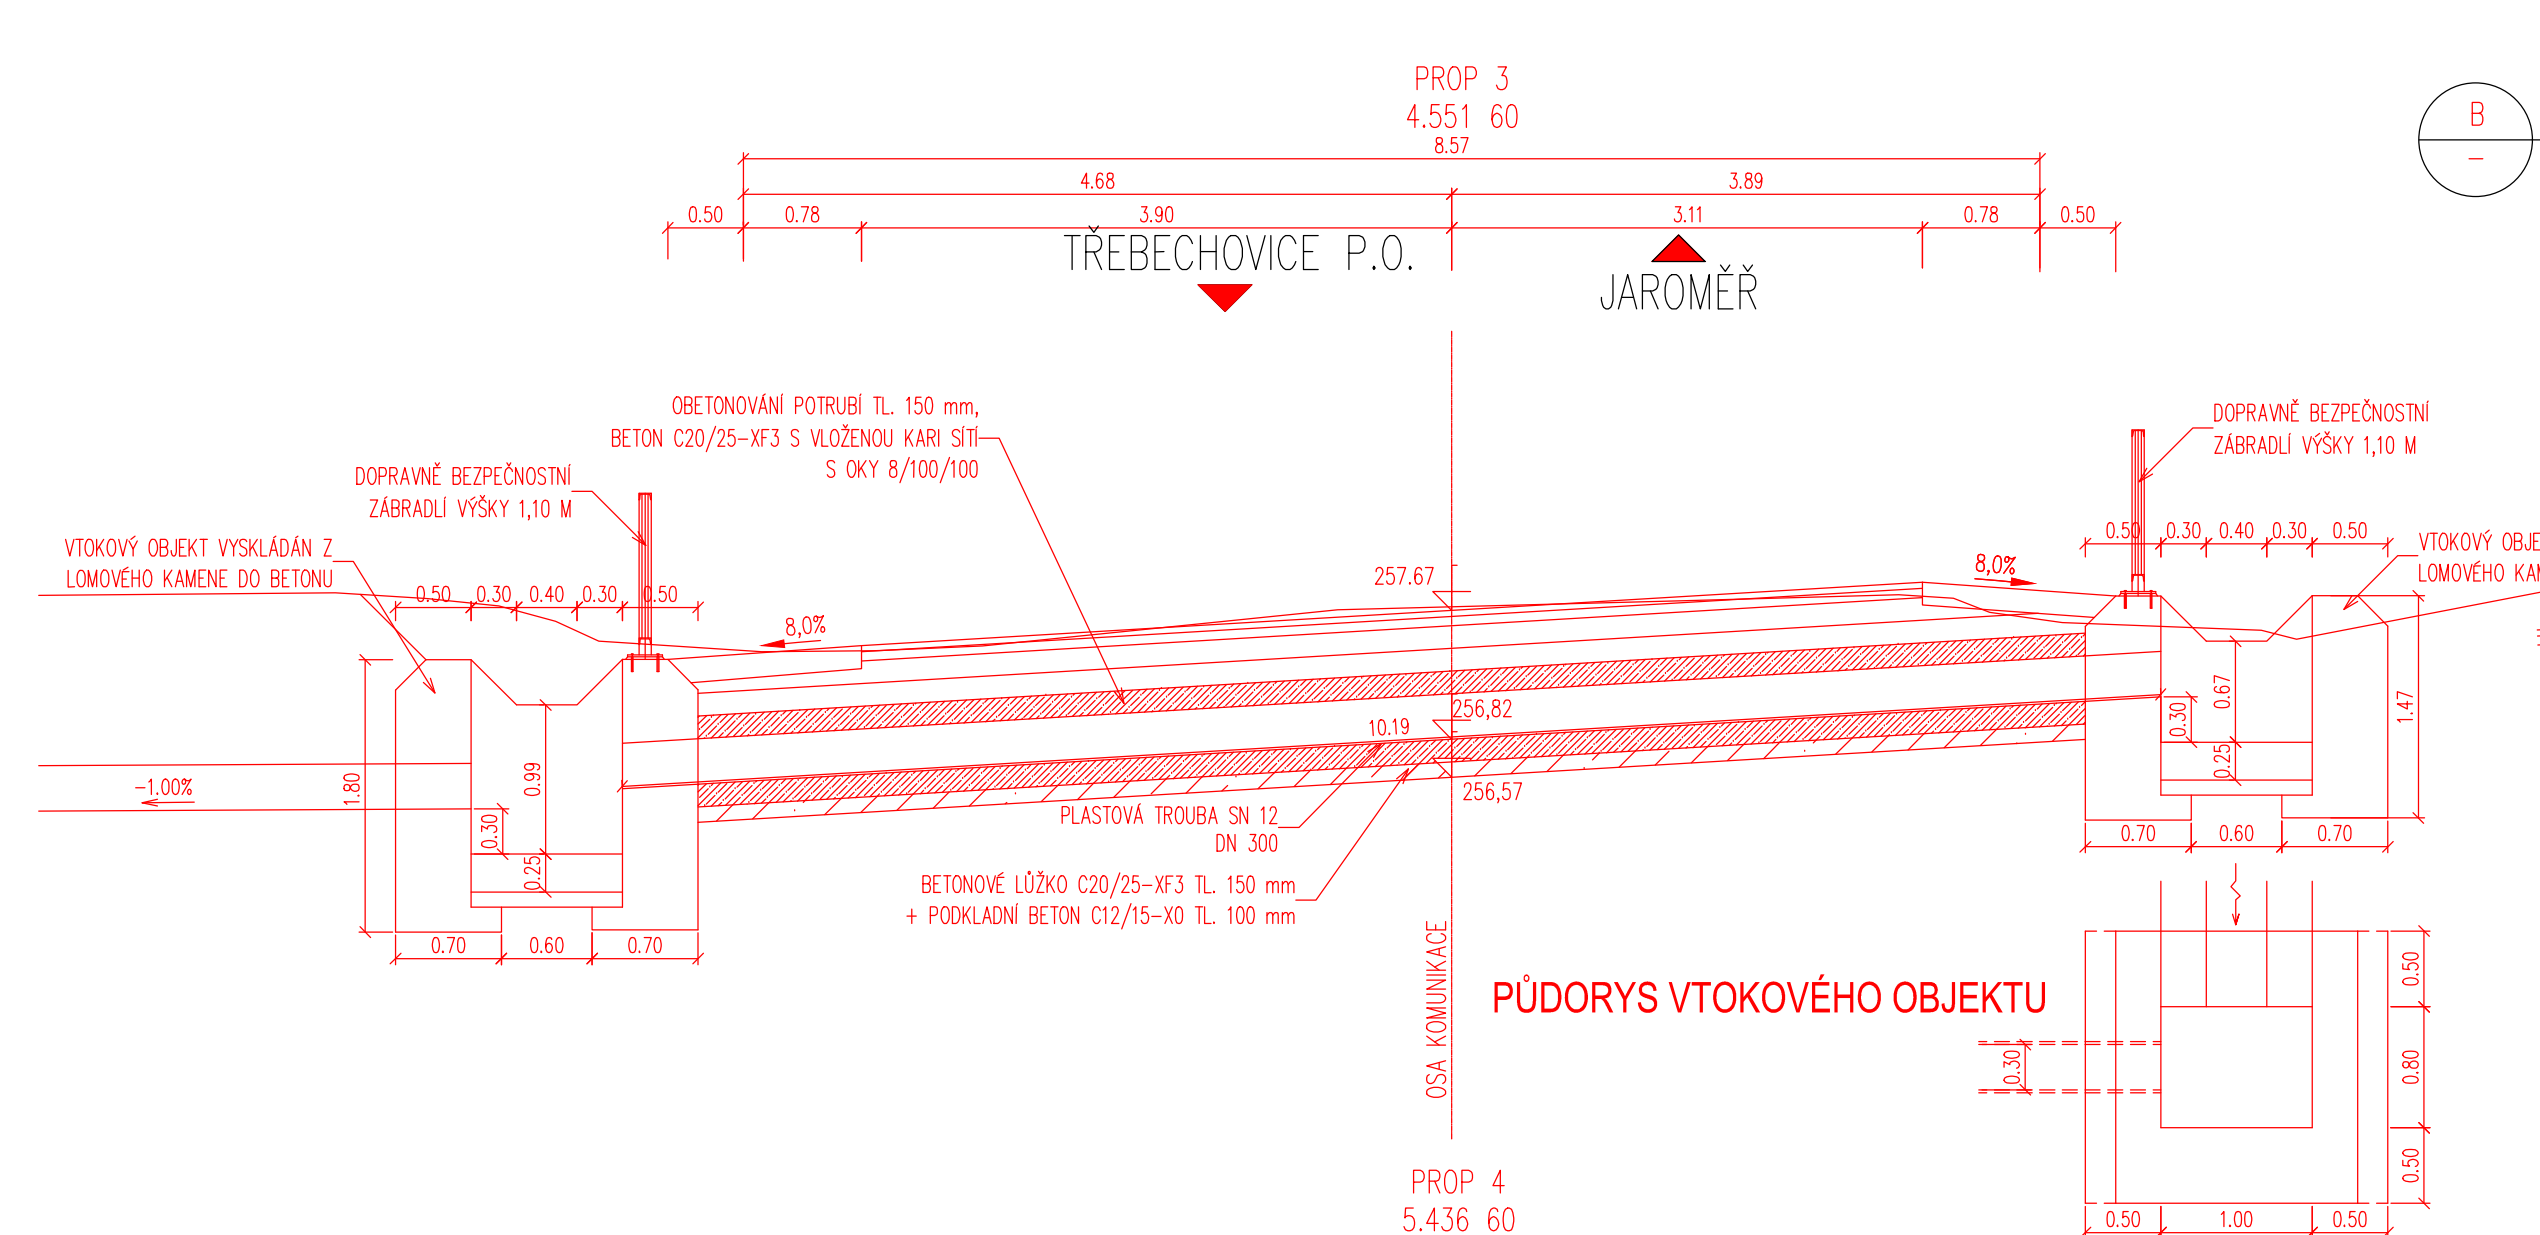 PROP 3
4.551 60
8.57
4.68
3.89
0.50
0.78
3.90
3.11
0.78
0.50
B
–
TŘEBECHOVICE P.O.
JAROMĚŘ
OBETONOVÁNÍ POTRUBÍ TL. 150 mm,
BETON C20/25-XF3 S VLOŽENOU KARI SÍTÍ
S OKY 8/100/100
DOPRAVNĚ BEZPEČNOSTNÍ
ZÁBRADLÍ VÝŠKY 1,10 M
DOPRAVNĚ BEZPEČNOSTNÍ
ZÁBRADLÍ VÝŠKY 1,10 M
VTOKOVÝ OBJEKT VYSKLÁDÁN Z
LOMOVÉHO KAMENE DO BETONU
VTOKOVÝ OBJE
LOMOVÉHO KA
0.50
0.30
0.40
0.30
0.50
0.50
0.30
0.40
0.30
0.50
8,0%
8,0%
257.67
256,82
10.19
256,57
-1.00%
1.80
0.99
0.30
0.25
0.67
0.30
0.25
1.47
PLASTOVÁ TROUBA SN 12
DN 300
BETONOVÉ LŮŽKO C20/25-XF3 TL. 150 mm
+ PODKLADNÍ BETON C12/15-X0 TL. 100 mm
0.70
0.60
0.70
0.70
0.60
0.70
OSA KOMUNIKACE
PŮDORYS VTOKOVÉHO OBJEKTU
0.30
0.50
0.80
0.50
0.50
1.00
0.50
PROP 4
5.436 60